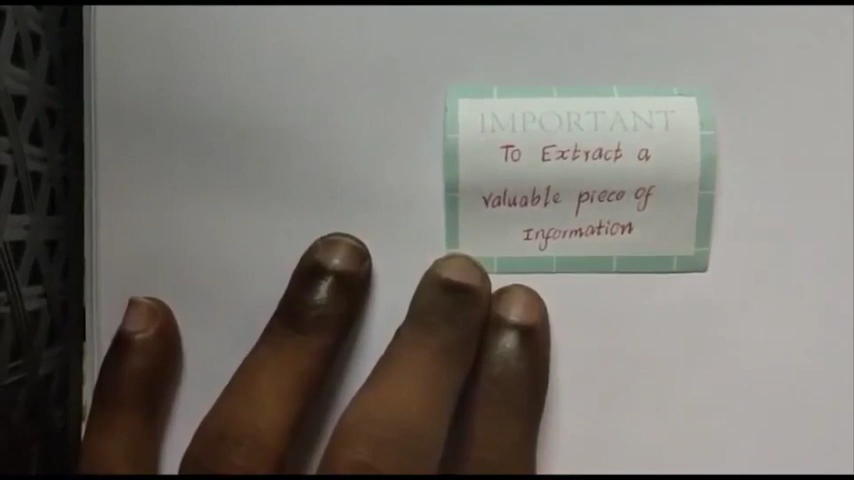 IMPORTANT
To Extract a
valuable piece of
Information